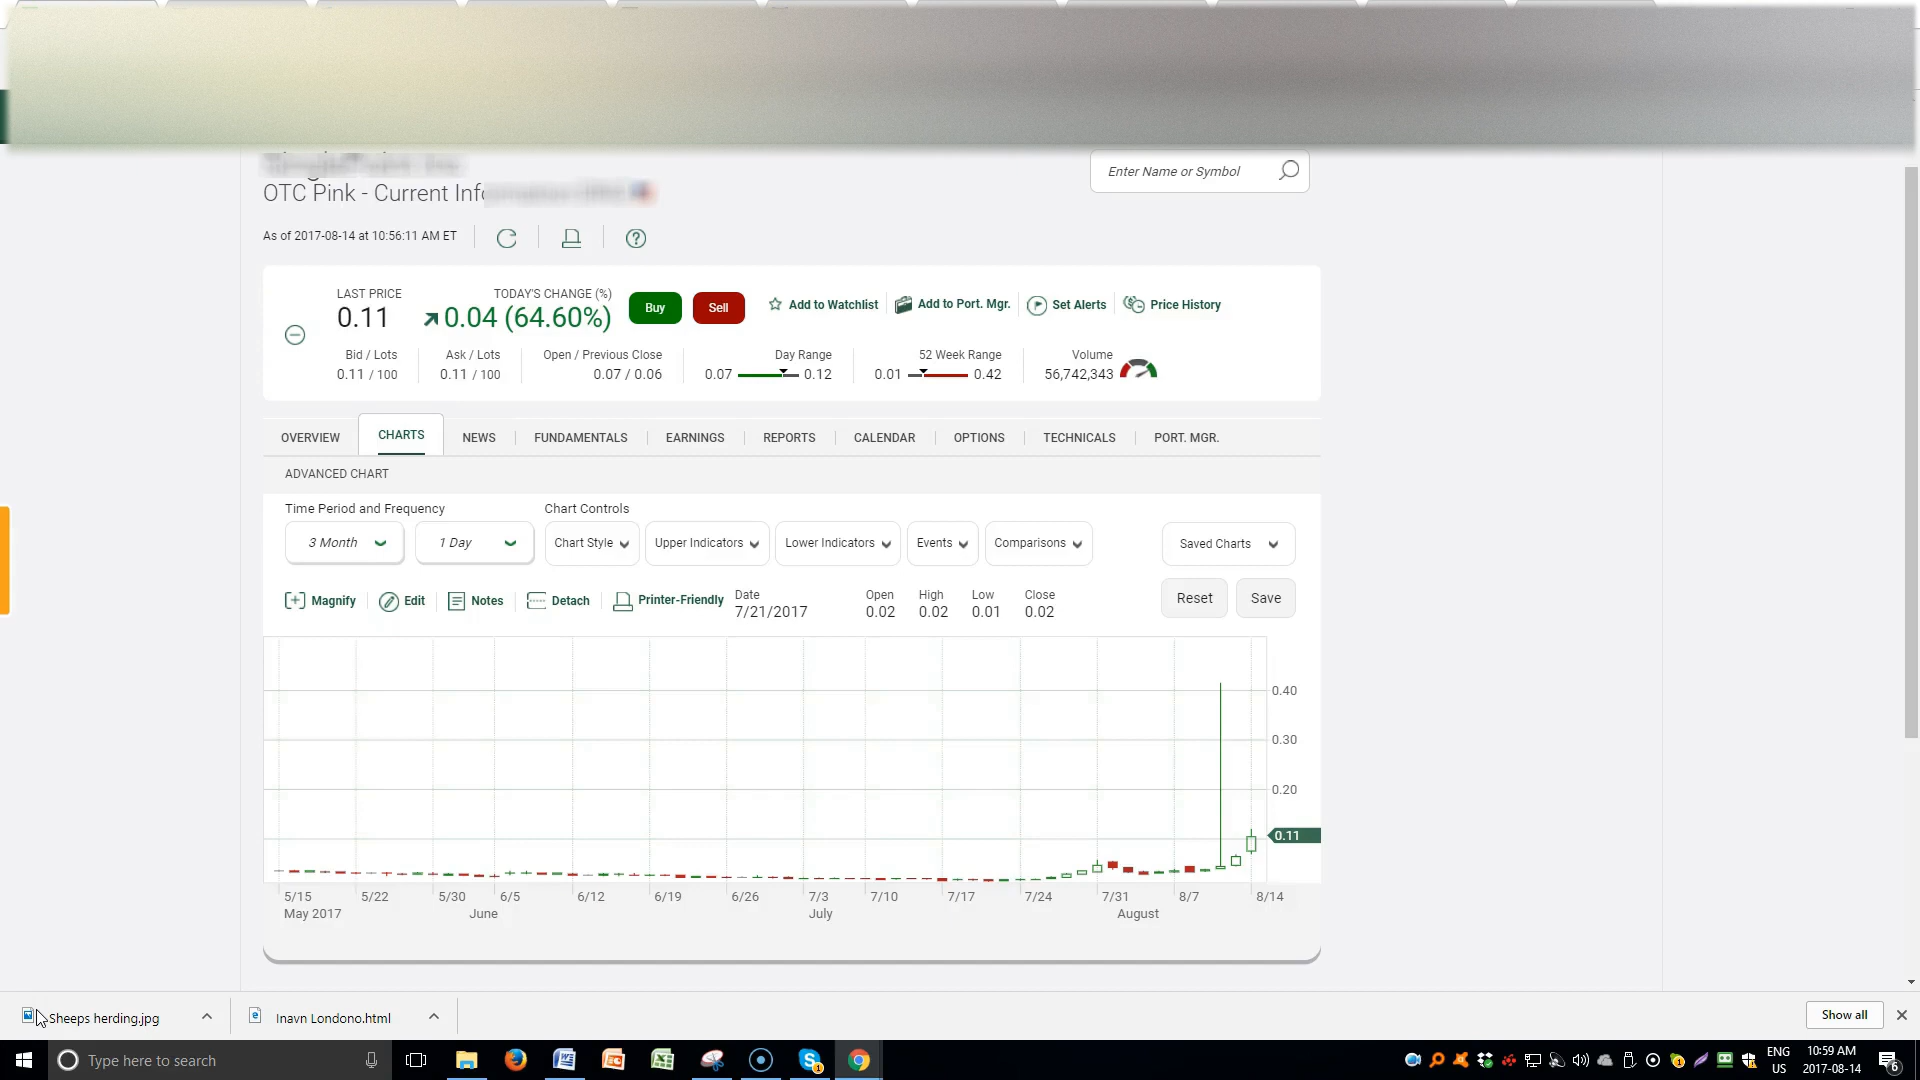 OTC Pink - Current Inf
Enter Name or Symbol
As of 2017-08-14 at 10:56:11 AM ET
LAST PRICE
0.11
TODAY'S CHANGE (%)
0.04 (64.60%)
Buy
Sell
Add to Watchlist
Add to Port. Mgr.
Set Alerts
Price History
Bid / Lots
0.11 / 100
Ask / Lots
0.11 / 100
Open / Previous Close
0.07 / 0.06
Day Range
0.07 0.12
52 Week Range
0.01 0.42
Volume
56,742,343
OVERVIEW
CHARTS
NEWS
FUNDAMENTALS
EARNINGS
REPORTS
CALENDAR
OPTIONS
TECHNICALS
PORT. MGR.
ADVANCED CHART
Time Period and Frequency
Chart Controls
3 Month
1 Day
Chart Style
Upper Indicators
Lower Indicators
Events
Comparisons
Saved Charts
Magnify
Edit
Notes
Detach
Printer-Friendly
Date
7/21/2017
Open
0.02
High
0.02
Low
0.01
Close
0.02
Reset
Save
0.40
0.30
0.20
0.11
5/15 5/22 5/30 6/5 6/12 6/19 6/26 7/3 7/10 7/17 7/24 7/31 8/7 8/14
May 2017 June July August
Sheeps herding.jpg
Inavn Londono.html
Show all
Type here to search
ENG
US
10:59 AM
2017-08-14
6